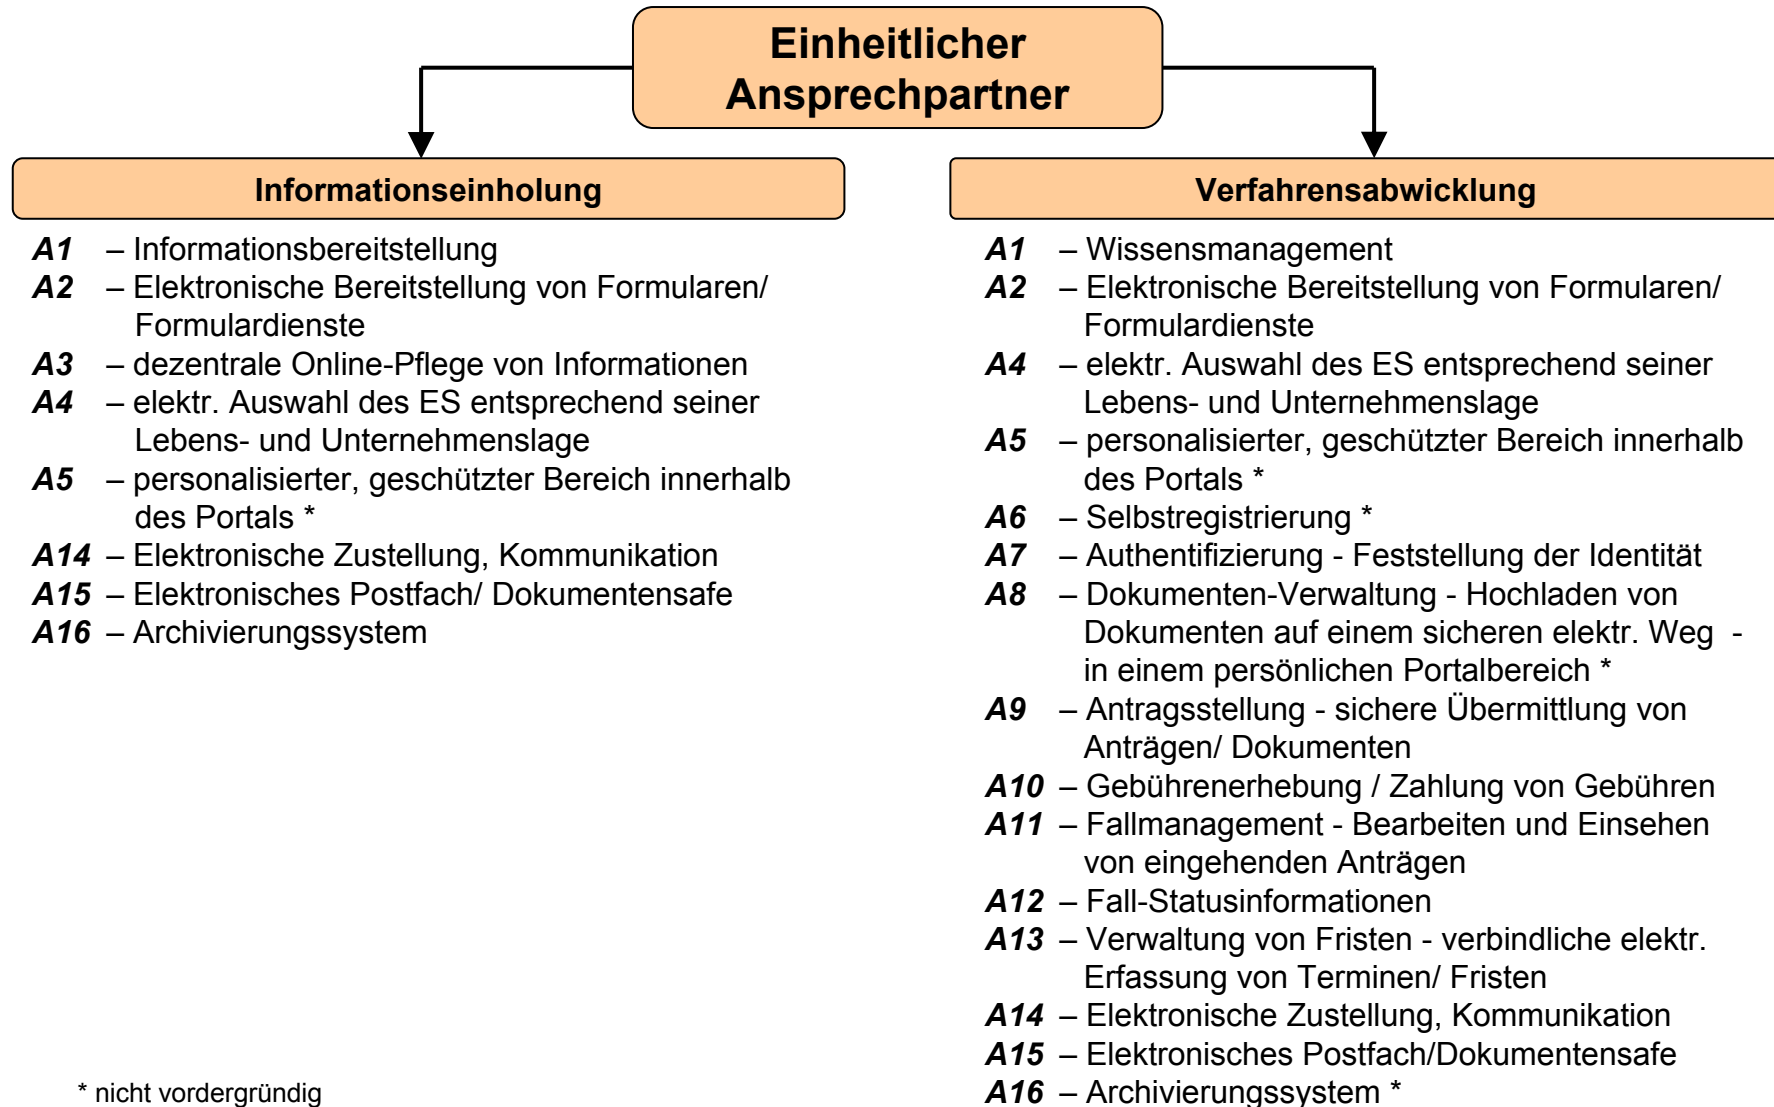 Einheitlicher
Ansprechpartner
Informationseinholung
A1 – Informationsbereitstellung
A2 – Elektronische Bereitstellung von Formularen/
Formulardienste
A3 – dezentrale Online-Pflege von Informationen
A4 – elektr. Auswahl des ES entsprechend seiner
Lebens- und Unternehmenslage
A5 – personalisierter, geschützter Bereich innerhalb
des Portals *
A14 – Elektronische Zustellung, Kommunikation
A15 – Elektronisches Postfach/ Dokumentensafe
A16 – Archivierungssystem
* nicht vordergründig
Verfahrensabwicklung
A1 – Wissensmanagement
A2 – Elektronische Bereitstellung von Formularen/
Formulardienste
A4 – elektr. Auswahl des ES entsprechend seiner
Lebens- und Unternehmenslage
A5 – personalisierter, geschützter Bereich innerhalb
des Portals *
A6 – Selbstregistrierung *
A7 – Authentifizierung - Feststellung der Identität
A8 – Dokumenten-Verwaltung - Hochladen von
Dokumenten auf einem sicheren elektr. Weg -
in einem persönlichen Portalbereich *
A9 – Antragsstellung - sichere Übermittlung von
Anträgen/ Dokumenten
A10 – Gebührenerhebung / Zahlung von Gebühren
A11 – Fallmanagement - Bearbeiten und Einsehen
von eingehenden Anträgen
A12 – Fall-Statusinformationen
A13 – Verwaltung von Fristen - verbindliche elektr.
Erfassung von Terminen/ Fristen
A14 – Elektronische Zustellung, Kommunikation
A15 – Elektronisches Postfach/Dokumentensafe
A16 – Archivierungssystem *